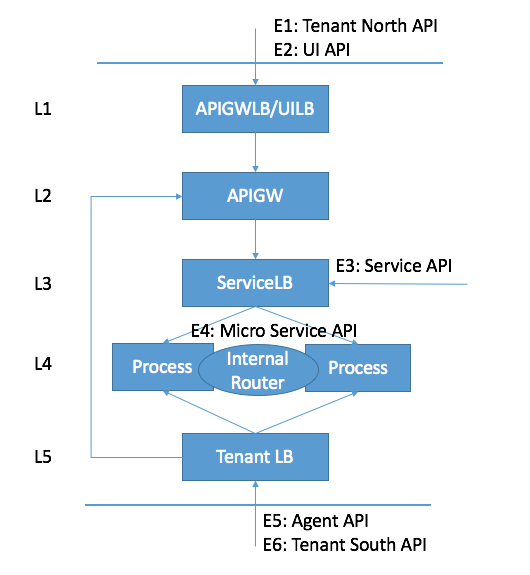 E1: Tenant North API
E2: UI API
L1
APIGWLB/UILB
L2
APIGW
E3: Service API
L3
ServiceLB
E4: Micro Service API
L4
Process
Internal
Router
Process
L5
Tenant LB
E5: Agent API
E6: Tenant South API